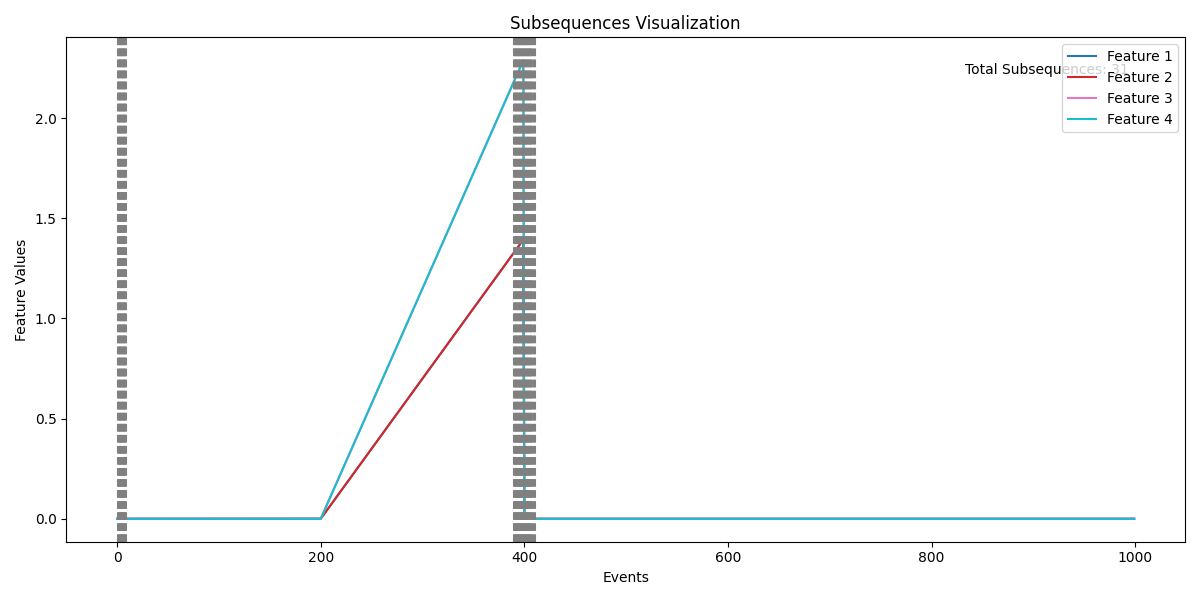 Subsequences Visualization
Total Subsequences: 31
Feature 1
Feature 2
Feature 3
Feature 4
Feature Values
2.0
1.5
1.0
0.5
0.0
0
200
400
600
800
1000
Events